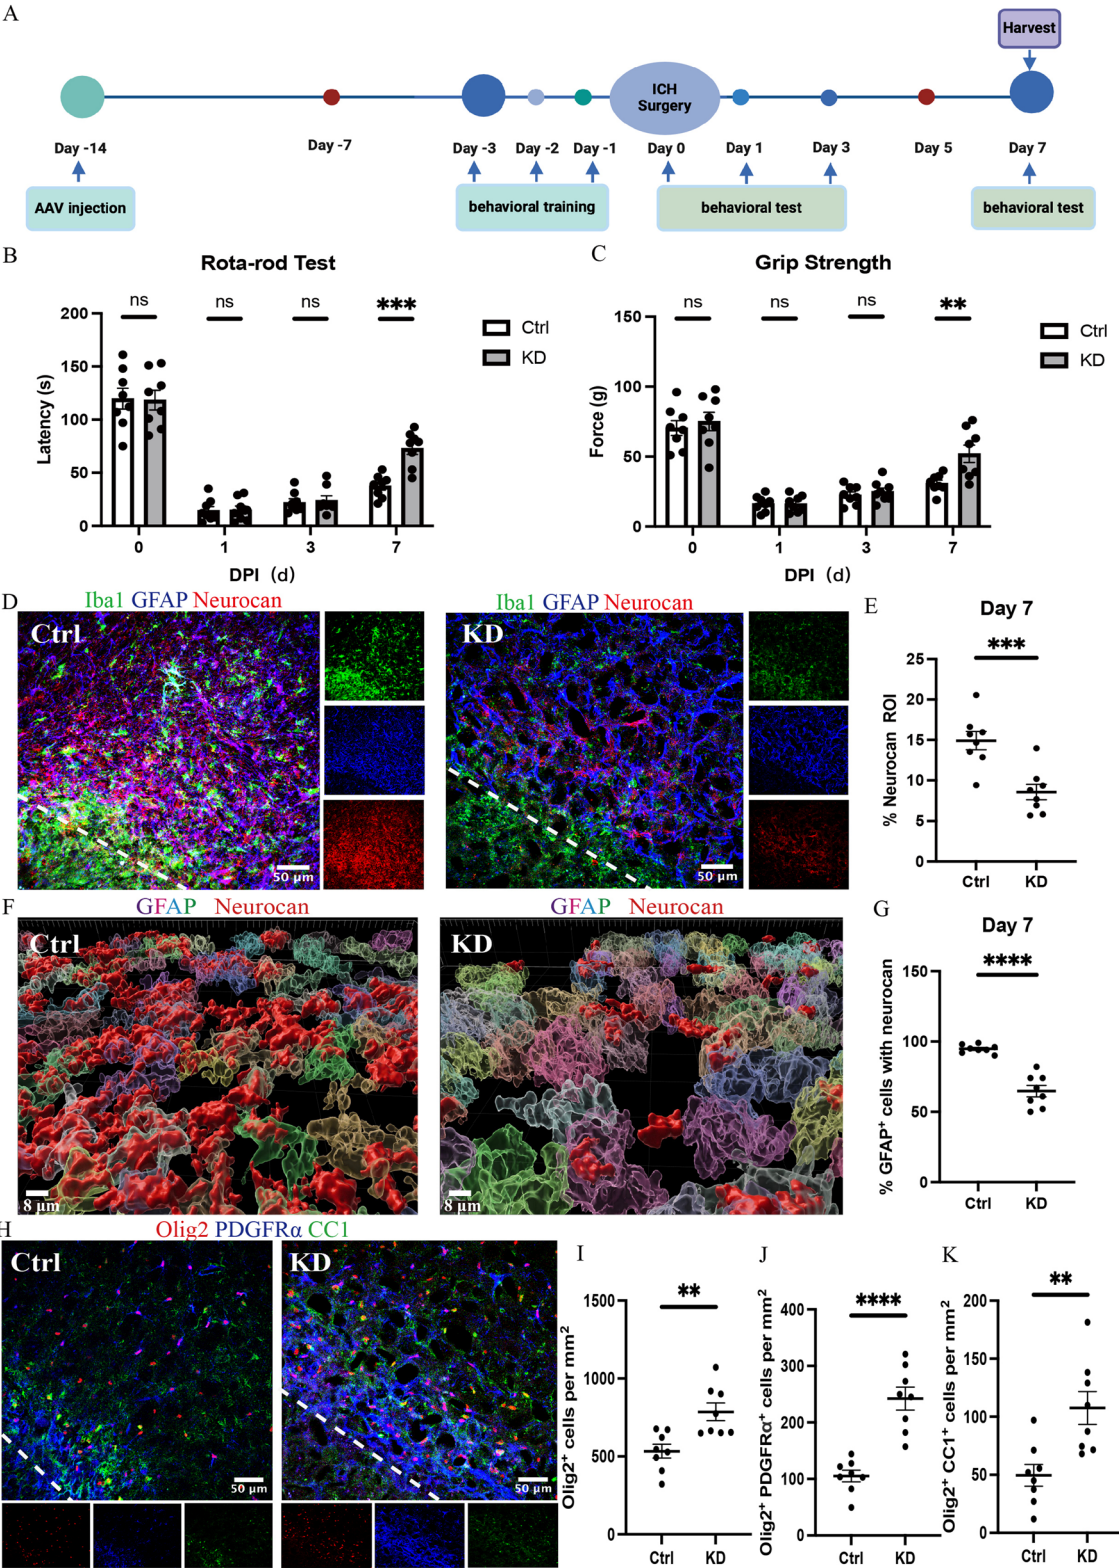 A
Harvest
ICH
Surgery
Day -14
Day -7
Day -3
Day -2
Day -1
Day 0
Day 1
Day 3
Day 5
Day 7
AAV injection
behavioral training
behavioral test
behavioral test
B
Rota-rod Test
ns
ns
ns
***
200
150
100
50
0
Latency (s)
0
1
3
7
DPI (d)
Ctrl
KD
C
Grip Strength
ns
ns
ns
**
150
100
50
0
Force (g)
0
1
3
7
DPI (d)
Ctrl
KD
D
Iba1 GFAP Neurocan
Ctrl
50 µm
Iba1 GFAP Neurocan
KD
50 µm
E
Day 7
***
25
20
15
10
5
0
% Neurocan ROI
Ctrl
KD
F
GFAP Neurocan
Ctrl
8 µm
GFAP Neurocan
KD
8 µm
G
Day 7
****
150
100
50
0
% GFAP⁺ cells with neurocan
Ctrl
KD
H
Olig2 PDGFRα CC1
Ctrl
50 µm
KD
50 µm
I
**
1500
1000
500
0
Olig2⁺ cells per mm²
Ctrl
KD
J
****
400
300
200
100
0
Olig2⁺ PDGFRα⁺ cells per mm²
Ctrl
KD
K
**
200
150
100
50
0
Olig2⁺ CC1⁺ cells per mm²
Ctrl
KD